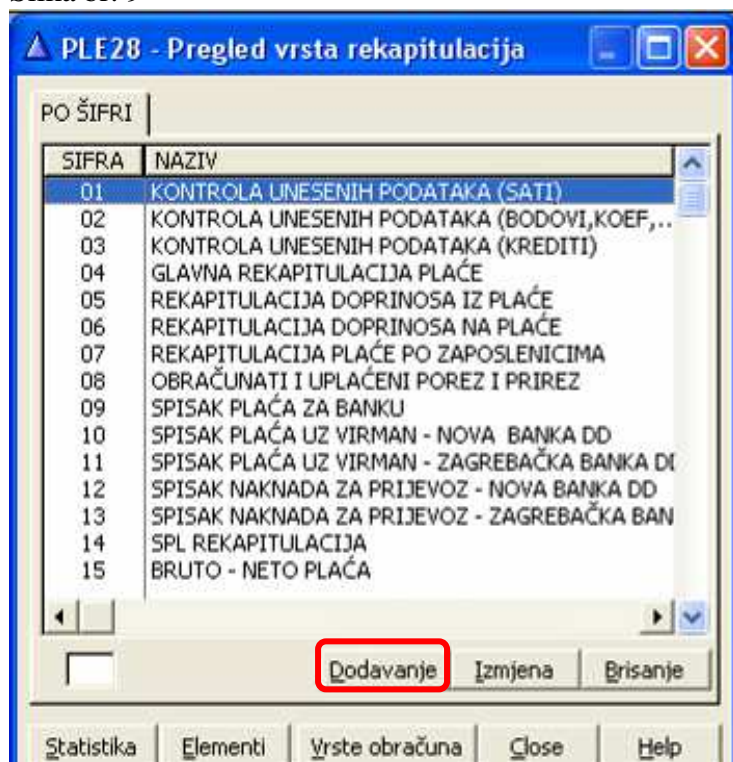 Slika br. 9
PLE28 - Pregled vrsta rekapitulacija
PO ŠIFRI
SIFRA NAZIV
01 KONTROLA UNESENIH PODATAKA (SATI)
02 KONTROLA UNESENIH PODATAKA (BODOVI,KOEF,..
03 KONTROLA UNESENIH PODATAKA (KREDITI)
04 GLAVNA REKAPITULACIJA PLAĆE
05 REKAPITULACIJA DOPRINOSA IZ PLAĆE
06 REKAPITULACIJA DOPRINOSA NA PLAĆE
07 REKAPITULACIJA PLAĆE PO ZAPOSLENICIMA
08 OBRAČUNATI I UPLAĆENI POREZ I PRIREZ
09 SPISAK PLAĆA ZA BANKU
10 SPISAK PLAĆA UZ VIRMAN - NOVA BANKA DD
11 SPISAK PLAĆA UZ VIRMAN - ZAGREBAČKA BANKA DD
12 SPISAK NAKNADA ZA PRIJEVOZ - NOVA BANKA DD
13 SPISAK NAKNADA ZA PRIJEVOZ - ZAGREBAČKA BAN
14 SPL REKAPITULACIJA
15 BRUTO - NETO PLAĆA
Dodavanje Izmjena Brisanje
Statistika Elementi Vrste obračuna Close Help